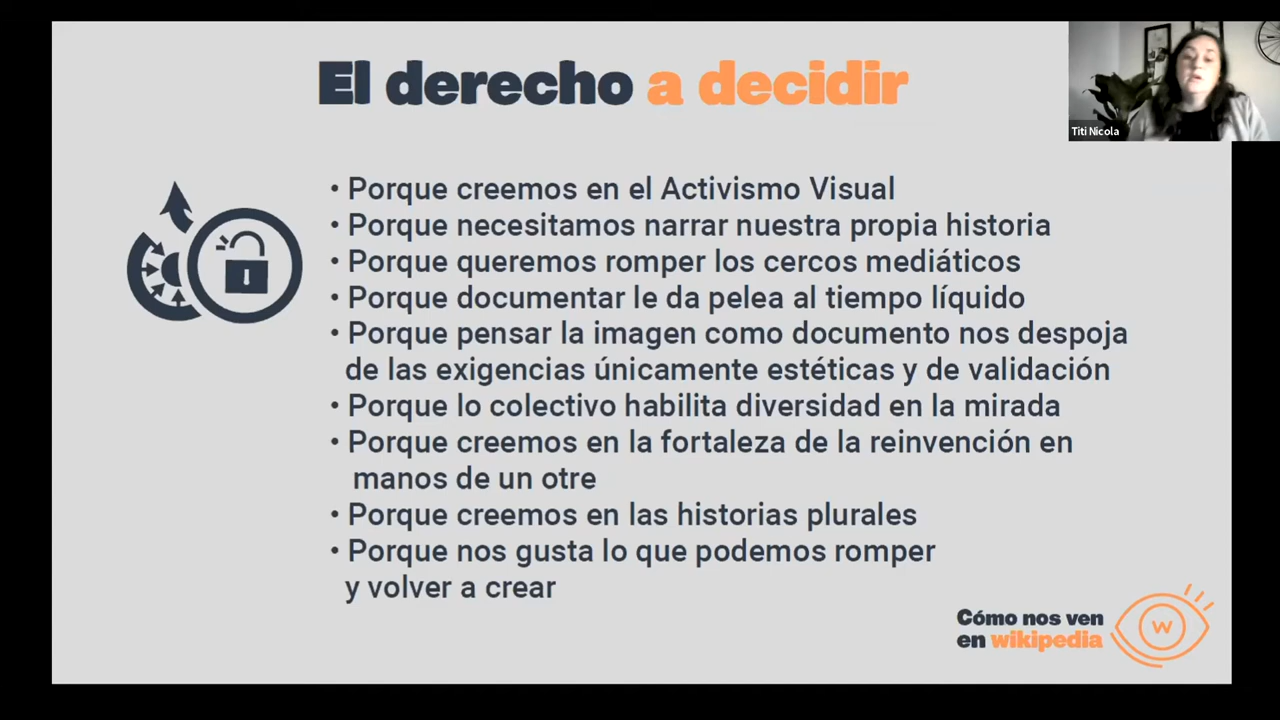 El derecho a decidir
Titi Nicola
• Porque creemos en el Activismo Visual
• Porque necesitamos narrar nuestra propia historia
• Porque queremos romper los cercos mediáticos
• Porque documentar le da pelea al tiempo líquido
• Porque pensar la imagen como documento nos despoja
de las exigencias únicamente estéticas y de validación
• Porque lo colectivo habilita diversidad en la mirada
• Porque creemos en la fortaleza de la reinvención en
manos de un otre
• Porque creemos en las historias plurales
• Porque nos gusta lo que podemos romper
y volver a crear
Cómo nos ven
en wikipedia
W